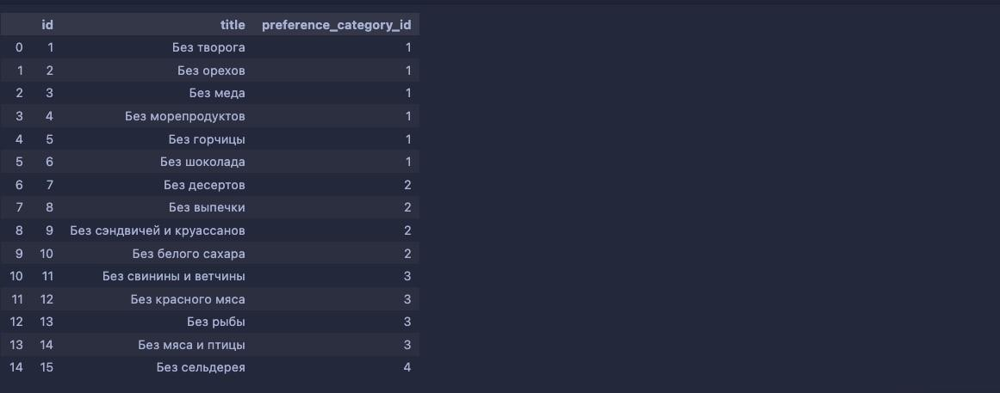 id title preference_category_id
0 1 Без творога 1
1 2 Без орехов 1
2 3 Без меда 1
3 4 Без морепродуктов 1
4 5 Без горчицы 1
5 6 Без шоколада 1
6 7 Без десертов 2
7 8 Без выпечки 2
8 9 Без сэндвичей и круассанов 2
9 10 Без белого сахара 2
10 11 Без свинины и ветчины 3
11 12 Без красного мяса 3
12 13 Без рыбы 3
13 14 Без мяса и птицы 3
14 15 Без сельдерея 4